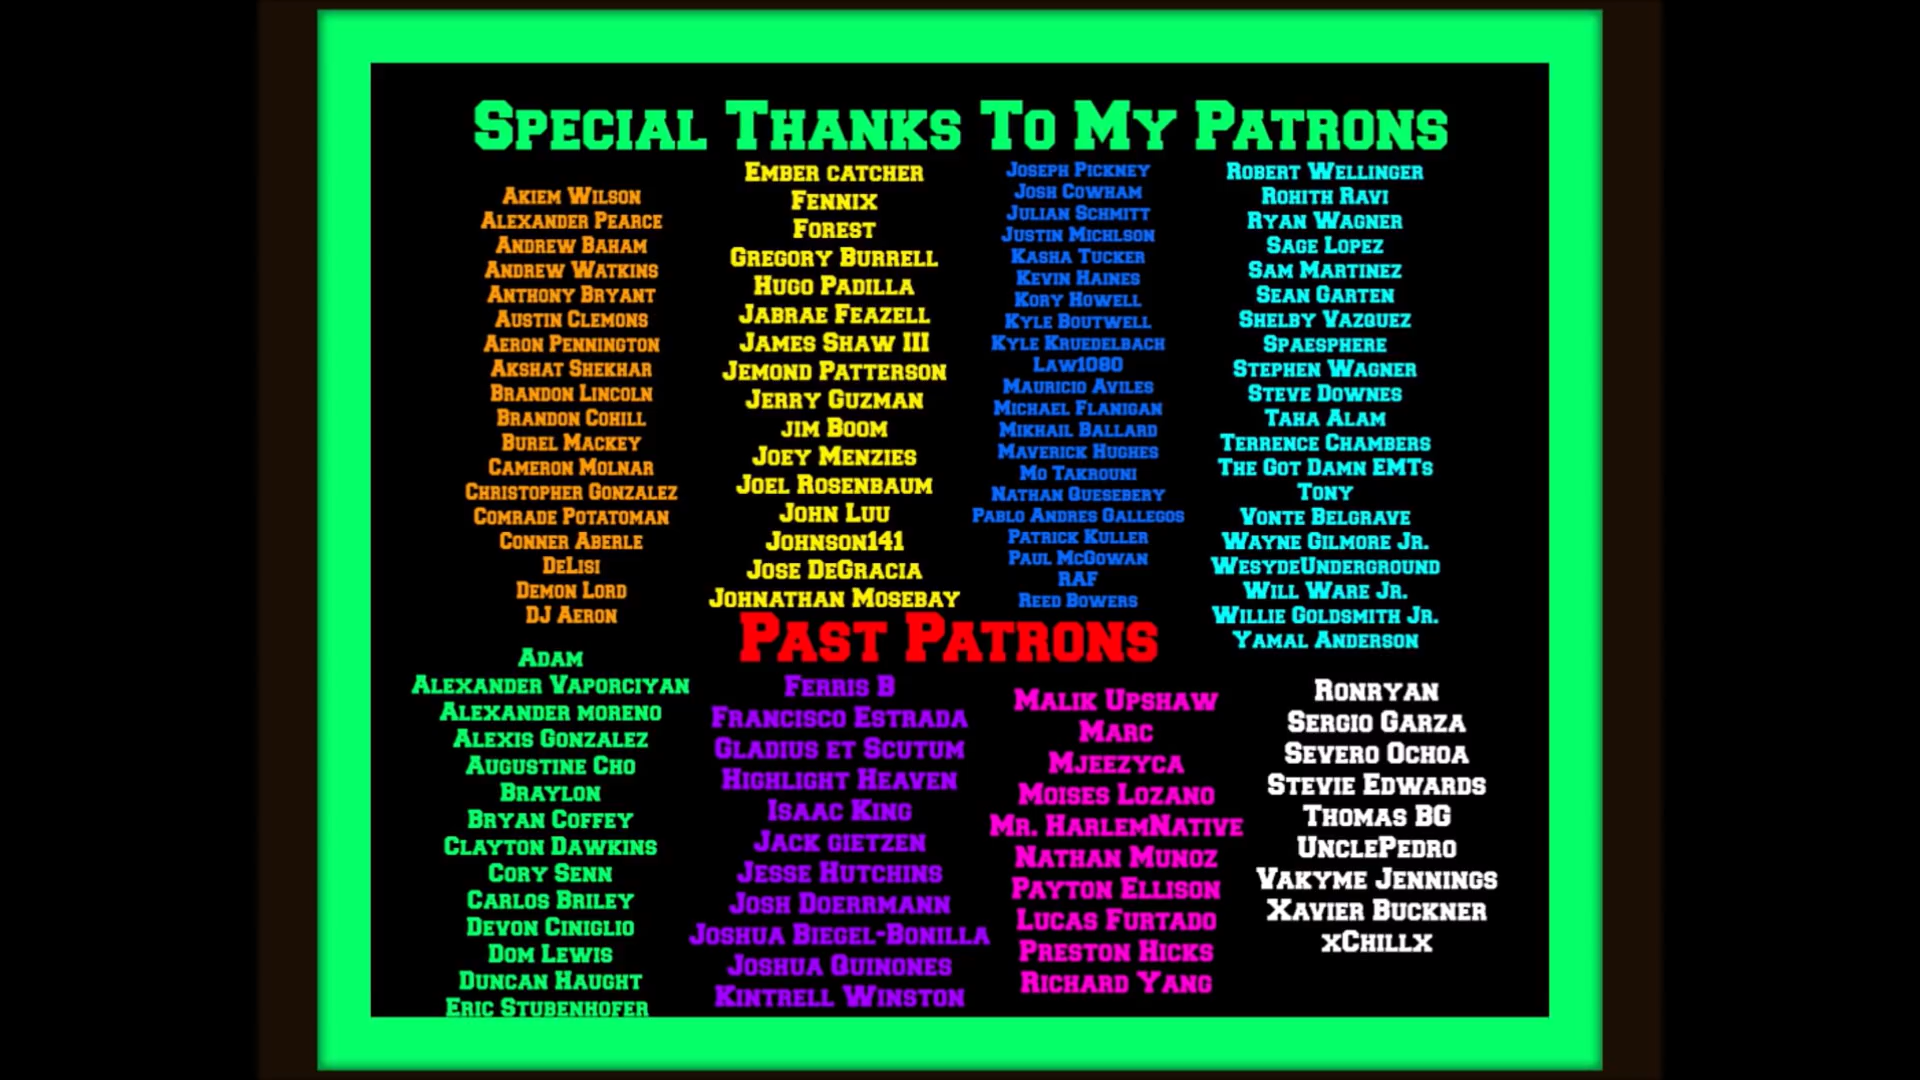 Special Thanks To My Patrons
Akiem Wilson
Alexander Pearce
Andrew Baham
Andrew Watkins
Anthony Bryant
Austin Clemons
Aeron Pennington
Akshat Shekhar
Brandon Lincoln
Brandon Cohill
Burel Mackey
Cameron Molnar
Christopher Gonzalez
Comrade Potatoman
Conner Aberle
DeLisi
Demon Lord
DJ Aeron
Ember catcher
Fennix
Forest
Gregory Burrell
Hugo Padilla
Jabrae Feazell
James Shaw III
Jemond Patterson
Jerry Guzman
jim Boom
Joey Menzies
Joel Rosenbaum
John Luu
Johnson141
Jose DeGracia
Johnathan Mosebay
Joseph Pickney
Josh Cowham
Julian Schmitt
Justin Michlson
Kasha Tucker
Kevin Haines
Kory Howell
Kyle Boutwell
Kyle Kruedelbach
Law1080
Mauricio Aviles
Michael Flanigan
Mikhail Ballard
Maverick Hughes
Mo Takrouni
Nathan Quesebery
Pablo Andres Gallegos
Patrick Kuller
Paul McGowan
RAF
Reed Bowers
Robert Wellinger
Rohith Ravi
Ryan Wagner
Sage Lopez
Sam Martinez
Sean Garten
Shelby Vazquez
Spaesphere
Stephen Wagner
Steve Downes
Taha Alam
Terrence Chambers
The Got Damn EMTs
Tony
Vonte Belgrave
Wayne Gilmore Jr.
WesydeUnderground
Will Ware Jr.
Willie Goldsmith Jr.
Yamal Anderson
Past Patrons
Adam
Alexander Vaporciyan
Alexander moreno
Alexis Gonzalez
Augustine Cho
Braylon
Bryan Coffey
Clayton Dawkins
Cory Senn
Carlos Briley
Devon Ciniglio
Dom Lewis
Duncan Haught
Eric Stubenhofer
Ferris B
Francisco Estrada
Gladius et Scutum
Highlight Heaven
Isaac King
Jack gietzen
Jesse Hutchins
Josh Doerrmann
Joshua Biegel-Bonilla
Joshua Quinones
Kintrell Winston
Malik Upshaw
Marc
Mjeezyca
Moises Lozano
Mr. HarlemNative
Nathan Munoz
Payton Ellison
Lucas Furtado
Preston Hicks
Richard Yang
Ronryan
Sergio Garza
Severo Ochoa
Stevie Edwards
Thomas BG
UnclePedro
Vakyme Jennings
Xavier Buckner
xChillx